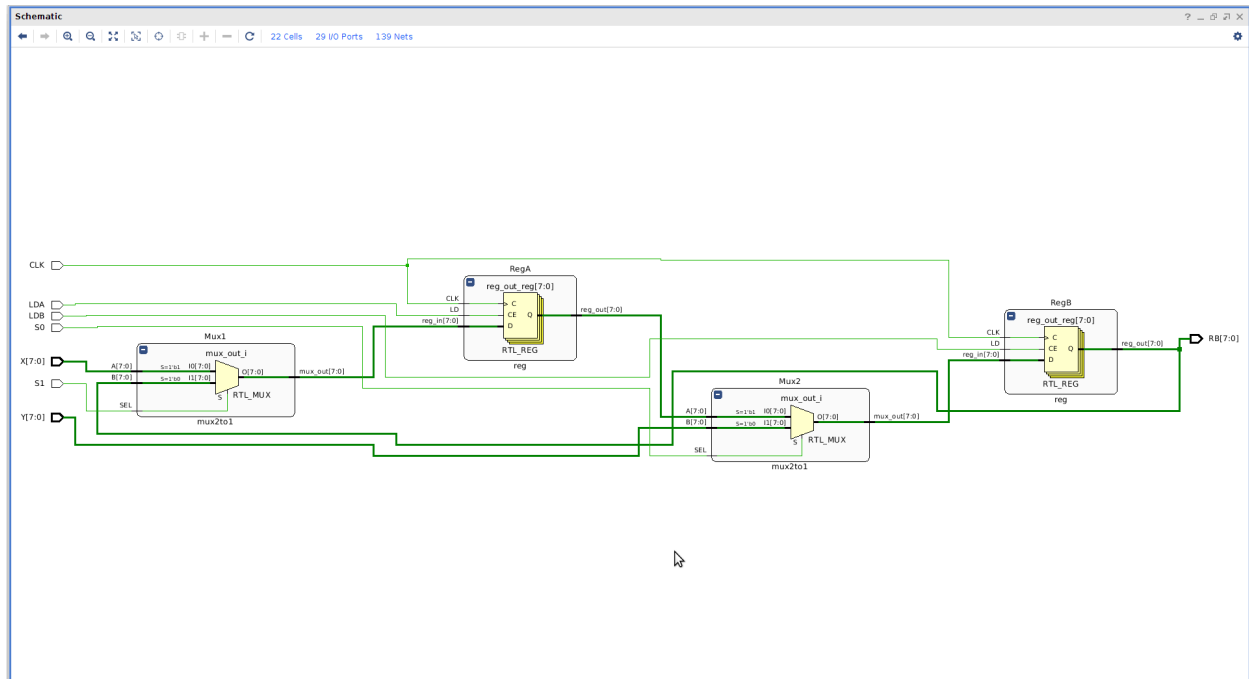 Schematic
22 Cells 29 I/O Ports 139 Nets
CLK
LDA
LDB
S0
X[7:0]
S1
Y[7:0]
Mux1
mux_out_i
A[7:0] S=1'b1 I0[7:0]
B[7:0] S=1'b0 I1[7:0]
O[7:0]
mux_out[7:0]
S
RTL_MUX
SEL
mux2to1
RegA
reg_out_reg[7:0]
CLK
LD
reg_in[7:0]
C
CE Q
D
reg_out[7:0]
RTL_REG
reg
Mux2
mux_out_i
A[7:0] S=1'b1 I0[7:0]
B[7:0] S=1'b0 I1[7:0]
O[7:0]
mux_out[7:0]
S
RTL_MUX
SEL
mux2to1
RegB
reg_out_reg[7:0]
CLK
LD
reg_in[7:0]
C
CE Q
D
reg_out[7:0]
RTL_REG
reg
RB[7:0]